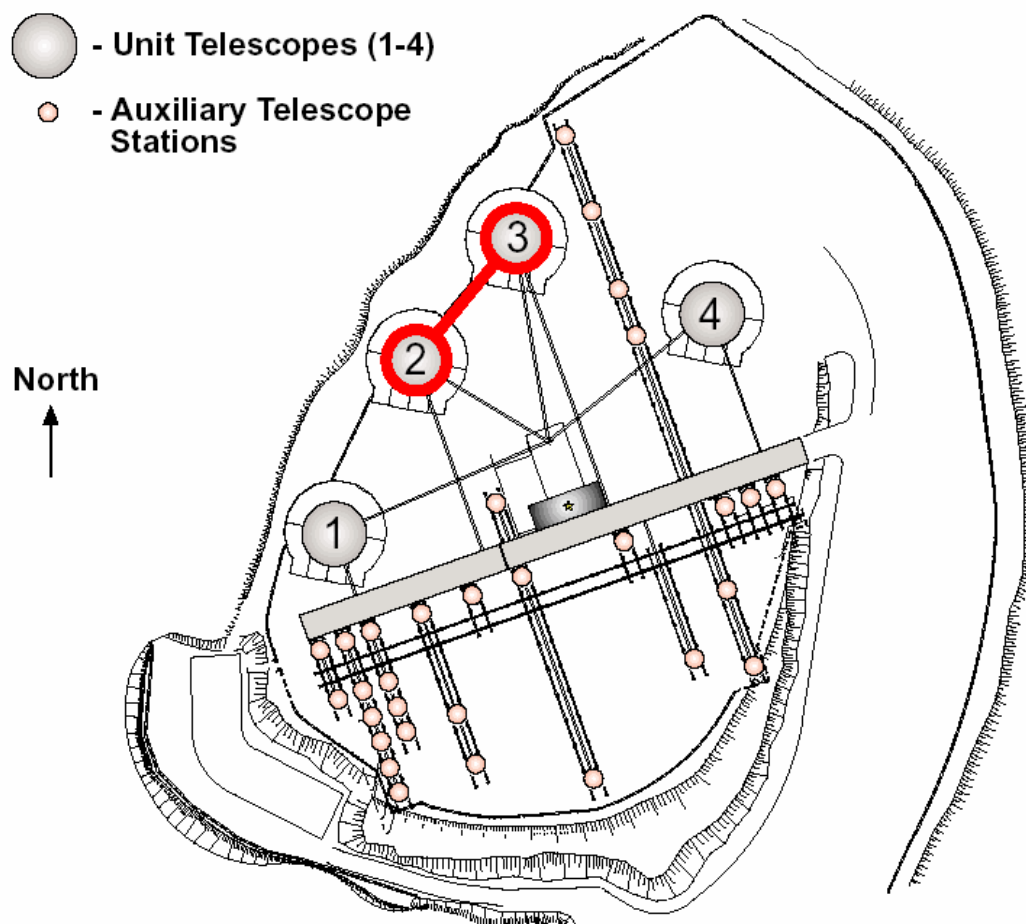 - Unit Telescopes (1-4)
- Auxiliary Telescope
Stations
3
4
2
North
1